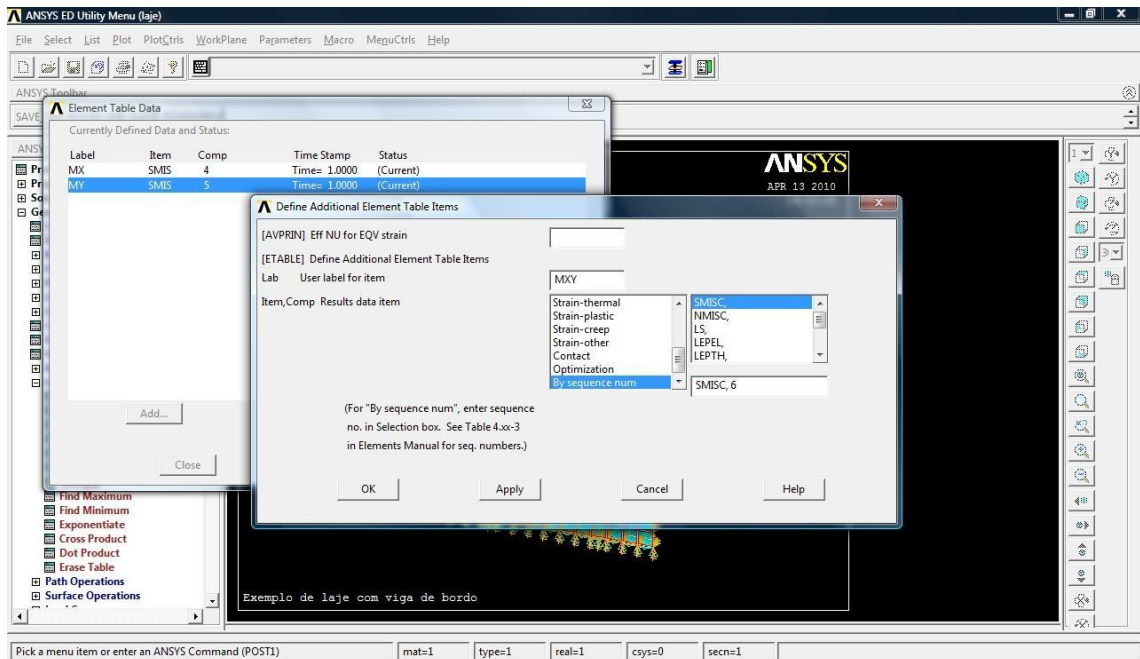 ANSYS ED Utility Menu (laje)
File Select List Plot PlotCtrls WorkPlane Parameters Macro MenuCtrls Help
ANSYS Toolbar
SAVE
Element Table Data
Currently Defined Data and Status:
Label Item Comp Time Stamp Status
MX SMIS 4 Time= 1.0000 (Current)
MY SMIS 5 Time= 1.0000 (Current)
Add...
Close
ANSYS
APR 13 2010
Define Additional Element Table Items
[AVPRIN] Eff NU for EQV strain
[ETABLE] Define Additional Element Table Items
Lab User label for item MXY
Item,Comp Results data item
Strain-thermal
Strain-plastic
Strain-creep
Strain-other
Contact
Optimization
By sequence num
SMISC,
NMISC,
LS,
LEPEL,
LEPTH,
SMISC, 6
(For "By sequence num", enter sequence
no. in Selection box. See Table 4.xx-3
in Elements Manual for seq. numbers.)
OK Apply Cancel Help
Find Maximum
Find Minimum
Exponentiate
Cross Product
Dot Product
Erase Table
Path Operations
Surface Operations
Exemplo de laje com viga de bordo
1
3
Pick a menu item or enter an ANSYS Command (POST1) mat=1 type=1 real=1 csys=0 secn=1